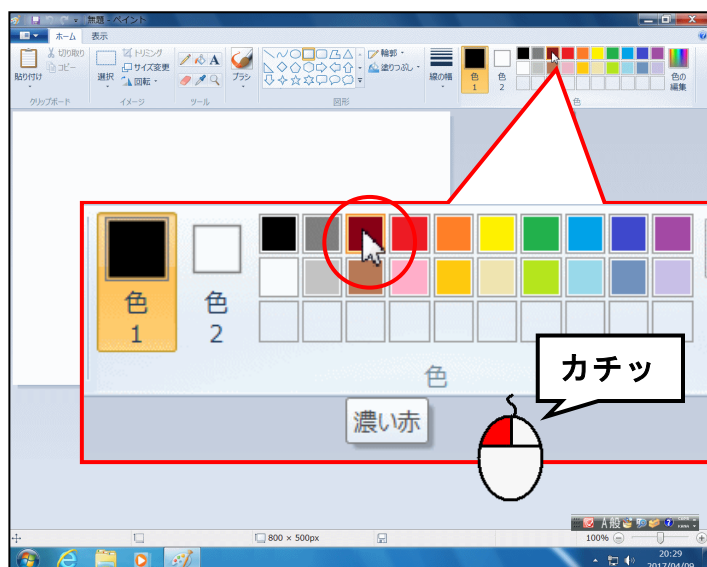 無題 - ペイント
ホーム 表示
貼り付け
切り取り
コピー
クリップボード
選択
トリミング
サイズ変更
回転
イメージ
A
ツール
ブラシ
輪郭
塗りつぶし
図形
線の幅
色
1
色
2
色の
編集
色
色
1
色
2
色
濃い赤
カチッ
A 般
800 × 500px
100%
20:29
2017/04/09